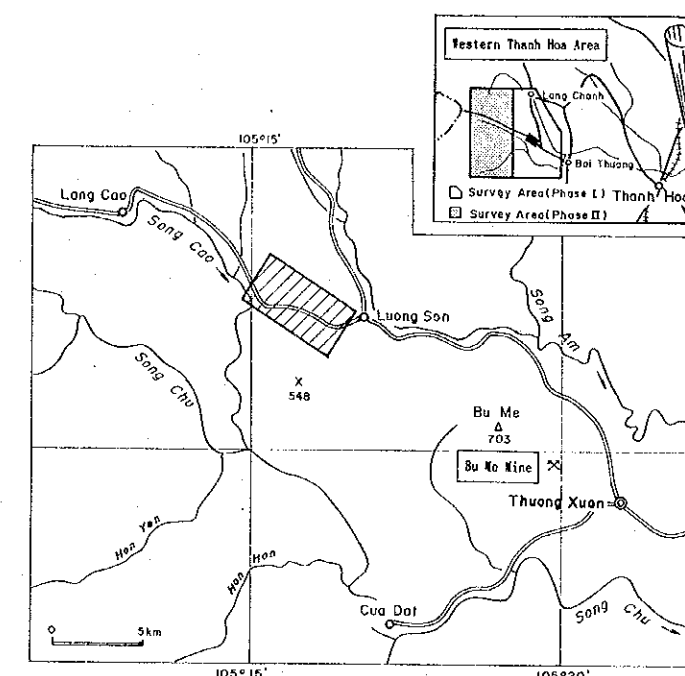 Western Thanh Hoa Area
Lang Chanh
Bai Thuong
Survey Area(Phase I)
Thanh Hoa
Survey Area(Phase II)
105°15'
Lang Cao
Song Cao
Luong Son
Song Am
Song Chu
X
548
Bu Me
703
Bu Me Mine
Thuong Xuan
Hon Yen
Hon Han
Cua Dat
Song Chu
5km
105°15'